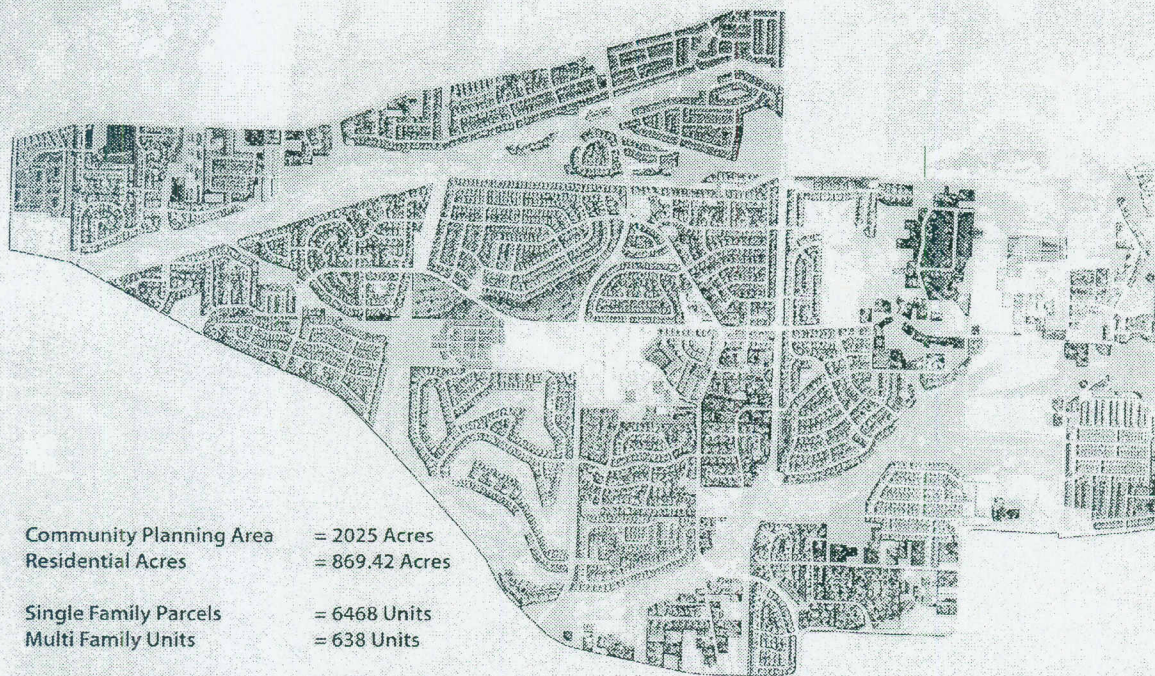 Community Planning Area = 2025 Acres
Residential Acres = 869.42 Acres
Single Family Parcels = 6468 Units
Multi Family Units = 638 Units